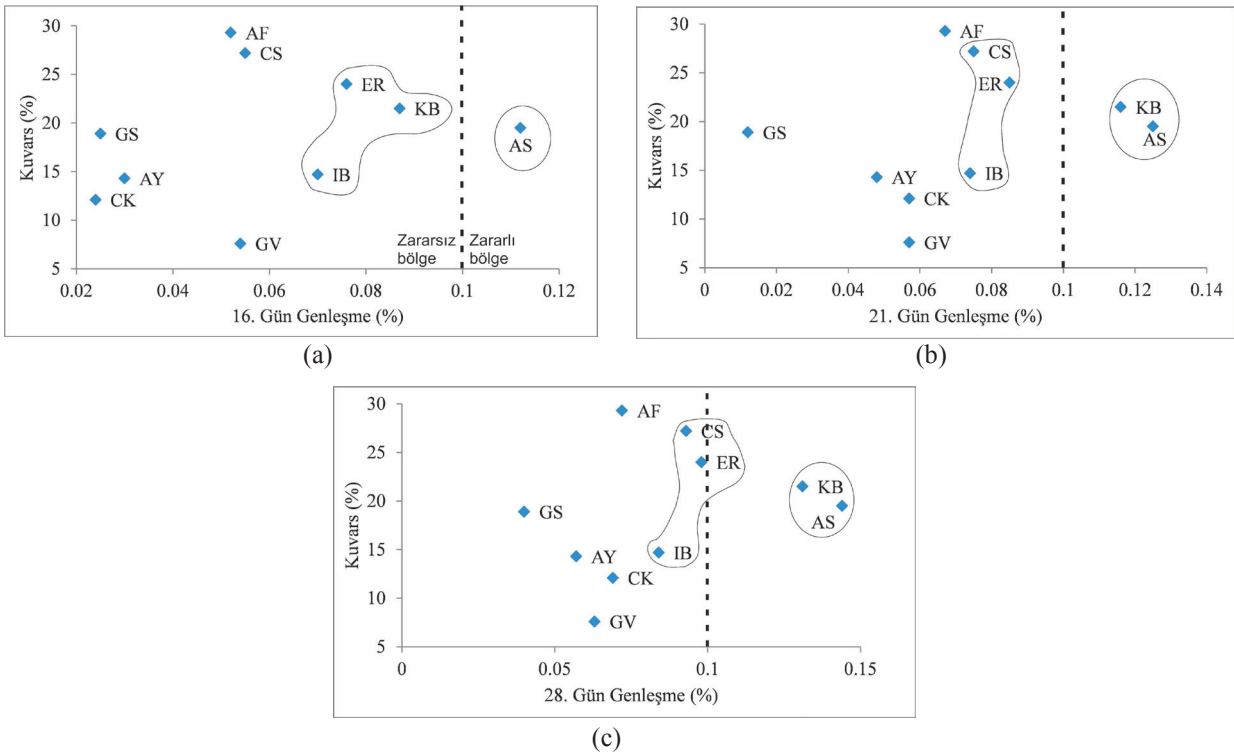 30
25
20
15
10
5
Kuvars (%)
AF
CS
ER
KB
GS
AS
AY
IB
CK
GV
Zararsız bölge
Zararlı bölge
0.02 0.04 0.06 0.08 0.1 0.12
16. Gün Genleşme (%)
(a)
30
25
20
15
10
5
Kuvars (%)
AF
CS
ER
KB
GS
AS
AY
IB
CK
GV
0 0.02 0.04 0.06 0.08 0.1 0.12 0.14
21. Gün Genleşme (%)
(b)
30
25
20
15
10
5
Kuvars (%)
AF
CS
ER
KB
GS
AS
AY
IB
CK
GV
0 0.05 0.1 0.15
28. Gün Genleşme (%)
(c)